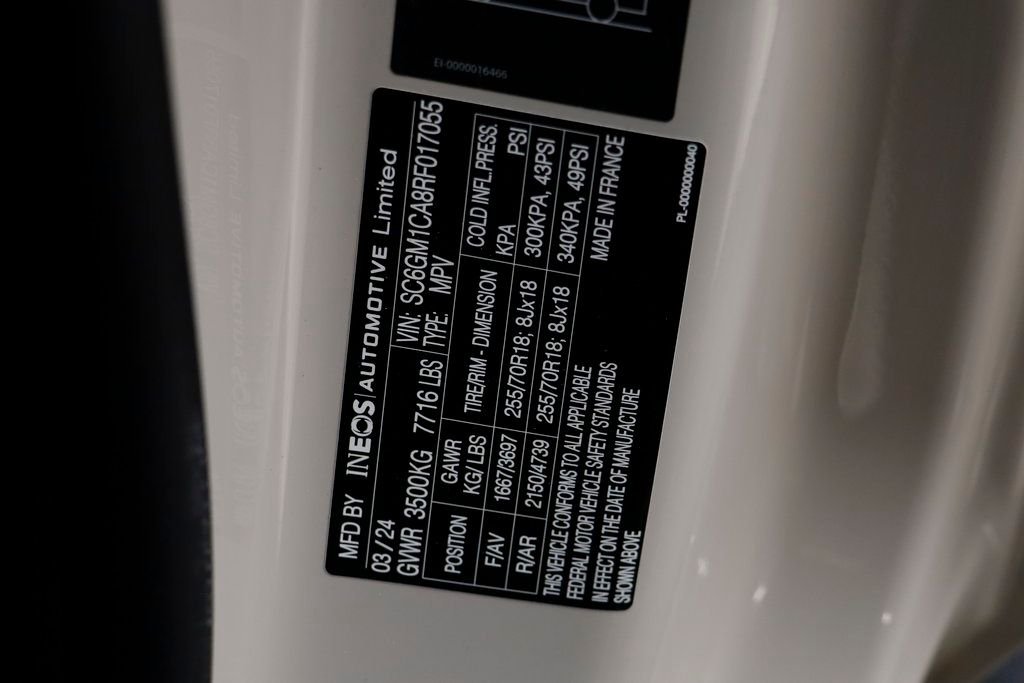 EI-0000016466
MFD BY INEOS | AUTOMOTIVE Limited
03/24 VIN: SC6GM1CA8RF017055
GWR 3500KG 7716 LBS TYPE: MPV
POSITION GAWR KG/LBS TIRE/RIM - DIMENSION COLD INFL.PRESS. KPA PSI
F/AV 1667/3697 255/70R18; 8Jx18 300KPA, 43PSI
R/AR 2150/4739 255/70R18; 8Jx18 340KPA, 49PSI
THIS VEHICLE CONFORMS TO ALL APPLICABLE MADE IN FRANCE
FEDERAL MOTOR VEHICLE SAFETY STANDARDS
IN EFFECT ON THE DATE OF MANUFACTURE
SHOWN ABOVE
PL-0000000040